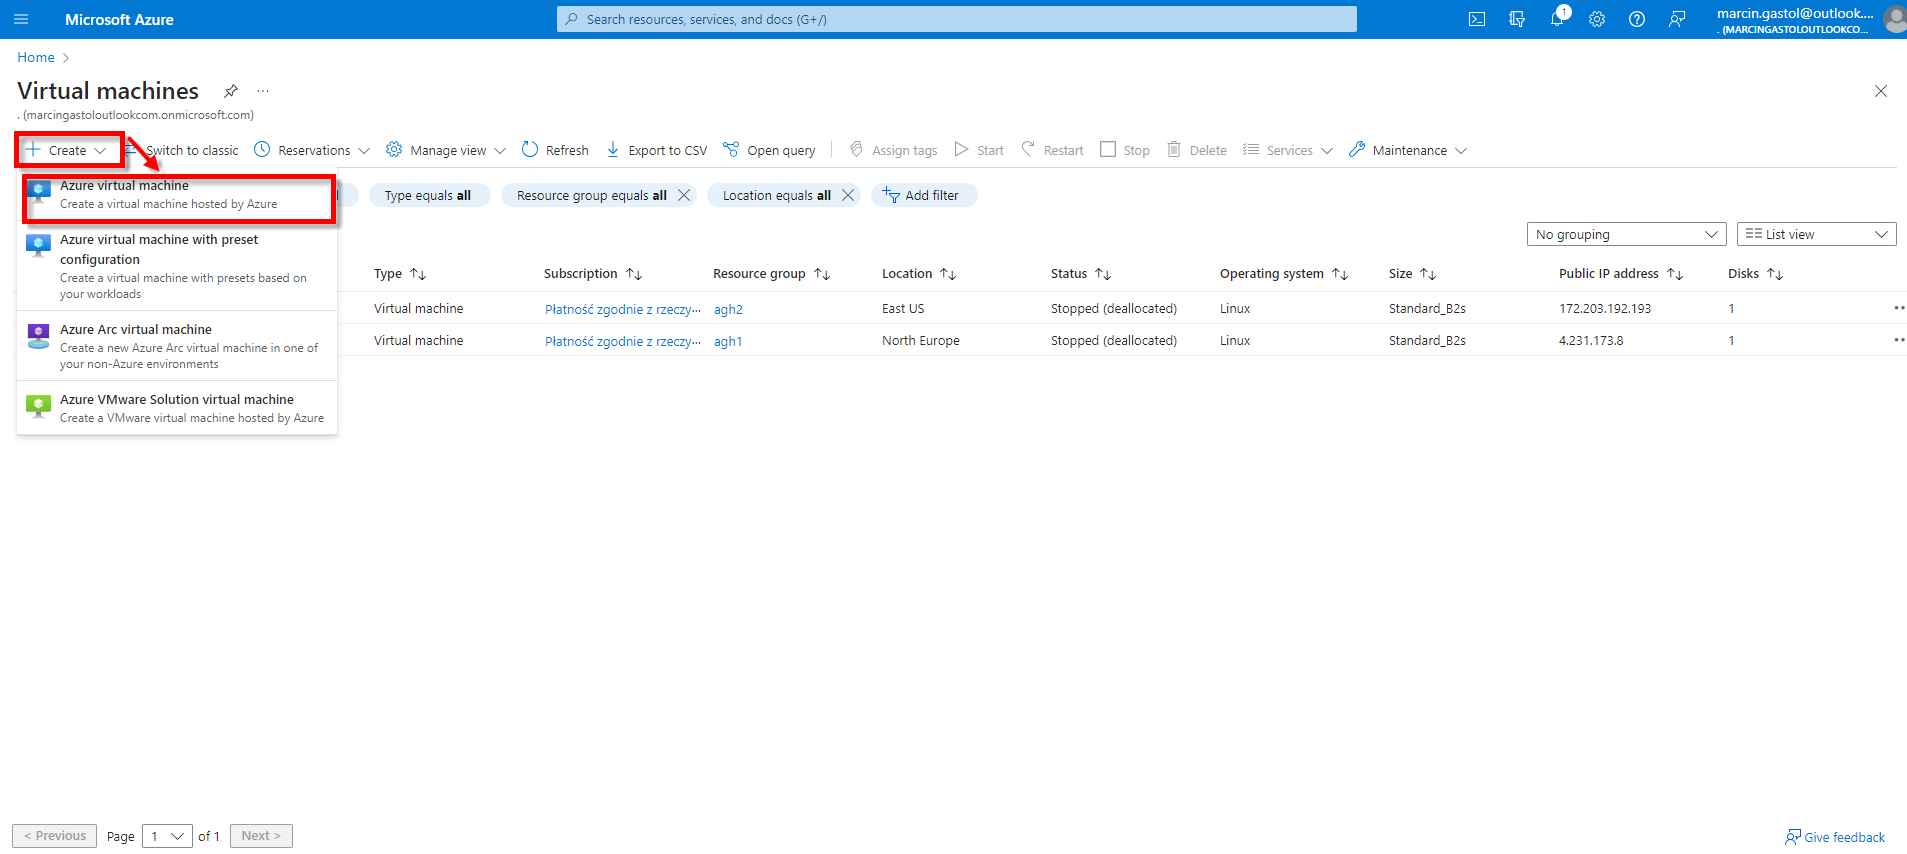 Microsoft Azure
Search resources, services, and docs (G+/)
1
marcin.gastol@outlook....
. (MARCINGASTOLOUTLOOKCO...
Home
Virtual machines
...
. (marcingastoloutlookcom.onmicrosoft.com)
Create
Switch to classic
Reservations
Manage view
Refresh
Export to CSV
Open query
Assign tags
Start
Restart
Stop
Delete
Services
Maintenance
Azure virtual machine
Create a virtual machine hosted by Azure
Azure virtual machine with preset
configuration
Create a virtual machine with presets based on
your workloads
Azure Arc virtual machine
Create a new Azure Arc virtual machine in one of
your non-Azure environments
Azure VMware Solution virtual machine
Create a VMware virtual machine hosted by Azure
Type equals all
Resource group equals all
Location equals all
Add filter
No grouping
List view
Type Subscription Resource group Location Status Operating system Size Public IP address Disks
Virtual machine Płatność zgodnie z rzeczy... agh2 East US Stopped (deallocated) Linux Standard_B2s 172.203.192.193 1
Virtual machine Płatność zgodnie z rzeczy... agh1 North Europe Stopped (deallocated) Linux Standard_B2s 4.231.173.8 1
< Previous Page 1 of 1 Next >
Give feedback